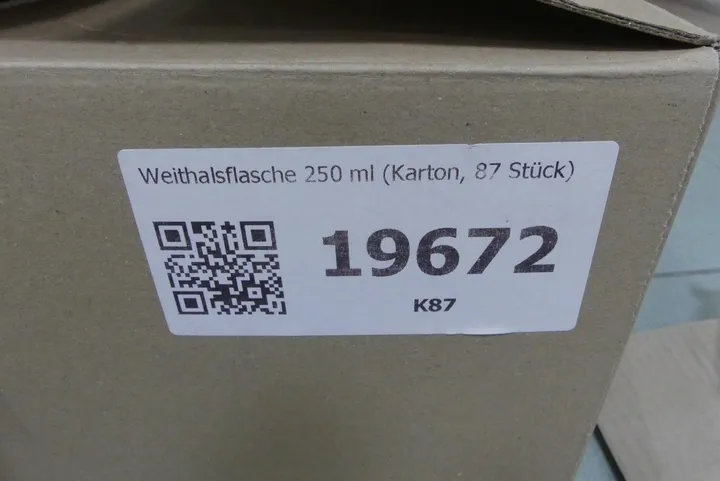 Weithalsflasche 250 ml (Karton, 87 Stück)
19672
K87